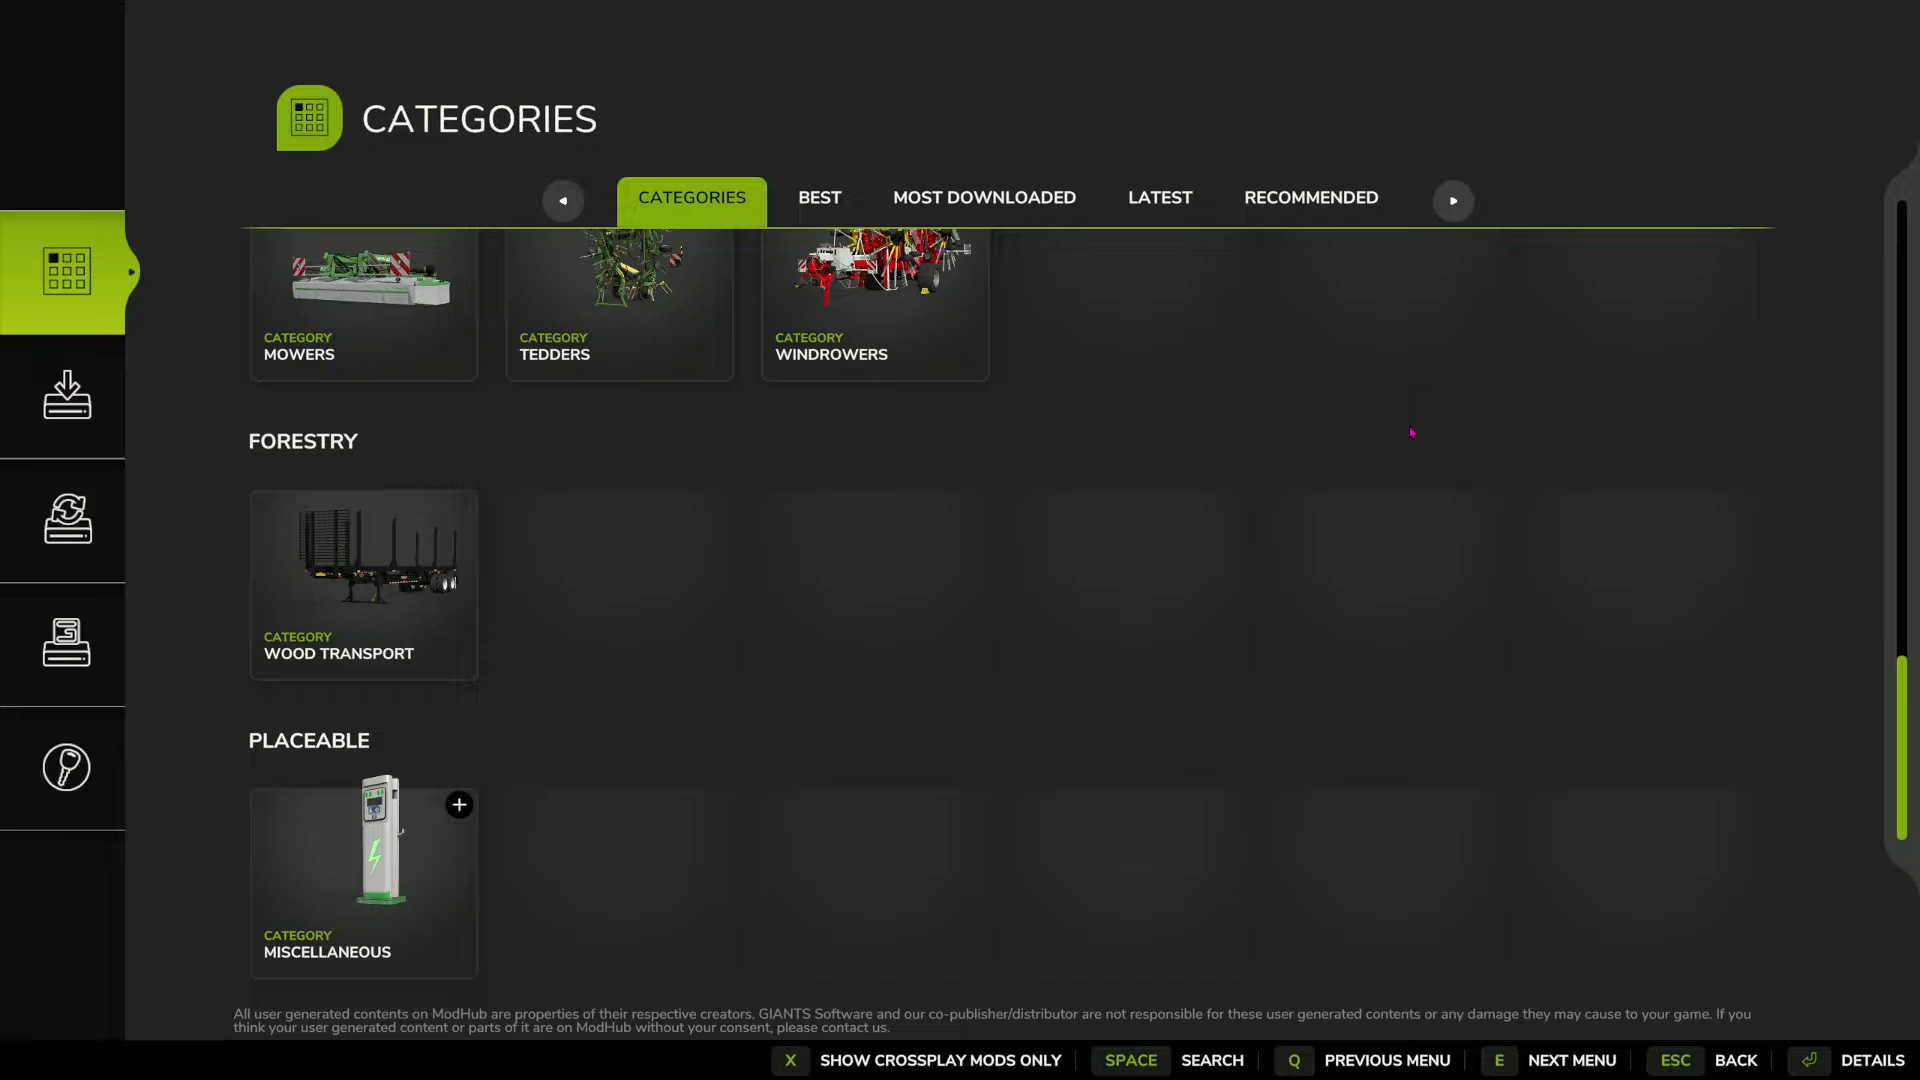 CATEGORIES
CATEGORIES BEST MOST DOWNLOADED LATEST RECOMMENDED
CATEGORY
MOWERS
CATEGORY
TEDDERS
CATEGORY
WINDROWERS
FORESTRY
CATEGORY
WOOD TRANSPORT
PLACEABLE
CATEGORY
MISCELLANEOUS
All user generated contents on ModHub are properties of their respective creators. GIANTS Software and our co-publisher/distributor are not responsible for these user generated contents or any damage they may cause to your game. If you
think your user generated content or parts of it are on ModHub without your consent, please contact us.
X SHOW CROSSPLAY MODS ONLY SPACE SEARCH Q PREVIOUS MENU E NEXT MENU ESC BACK DETAILS